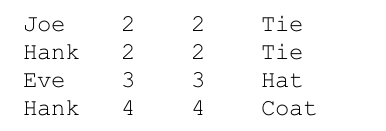 Joe 2 2 Tie
Hank 2 2 Tie
Eve 3 3 Hat
Hank 4 4 Coat